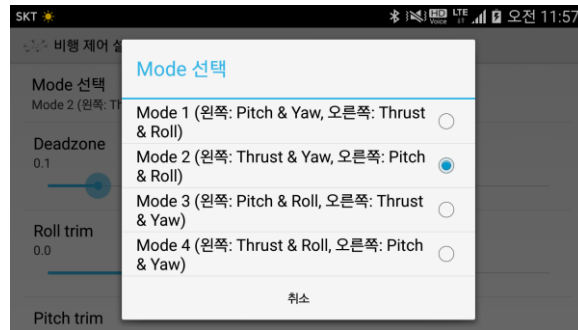 SKT
HD Voice LTE 오전 11:57
비행 제어 설
Mode 선택
Mode 2 (왼쪽: Th
Deadzone
0.1
Roll trim
0.0
Pitch trim
Mode 선택
Mode 1 (왼쪽: Pitch & Yaw, 오른쪽: Thrust
& Roll)
Mode 2 (왼쪽: Thrust & Yaw, 오른쪽: Pitch
& Roll)
Mode 3 (왼쪽: Pitch & Roll, 오른쪽: Thrust
& Yaw)
Mode 4 (왼쪽: Thrust & Roll, 오른쪽: Pitch
& Yaw)
취소